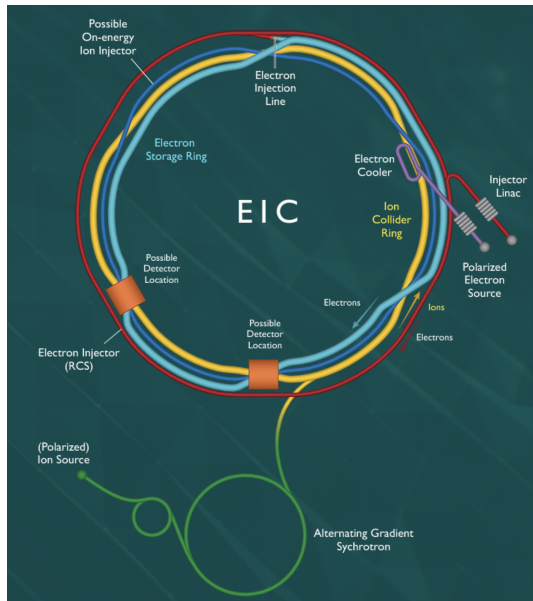 Possible
On-energy
Ion Injector
Electron
Injection
Line
Electron
Storage Ring
Electron
Cooler
Injector
Linac
EIC
Ion
Collider
Ring
Polarized
Electron
Source
Possible
Detector
Location
Electrons
Ions
Possible
Detector
Location
Electrons
Electron Injector
(RCS)
(Polarized)
Ion Source
Alternating Gradient
Sychrotron